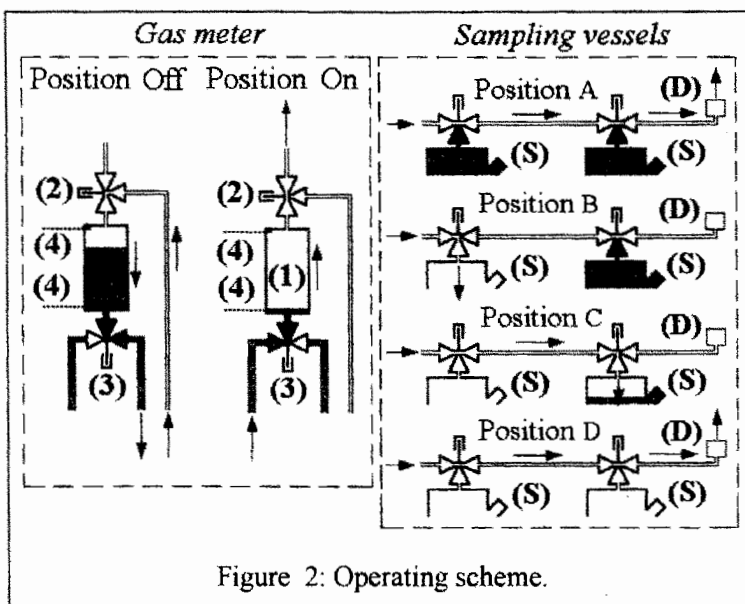 Gas meter
Position Off
Position On
(2)
(2)
(4)
(4)
(4)
(1)
(4)
(3)
(3)
Sampling vessels
Position A
(D)
(S)
(S)
Position B
(D)
(S)
(S)
Position C
(D)
(S)
(S)
Position D
(D)
(S)
(S)
Figure 2: Operating scheme.